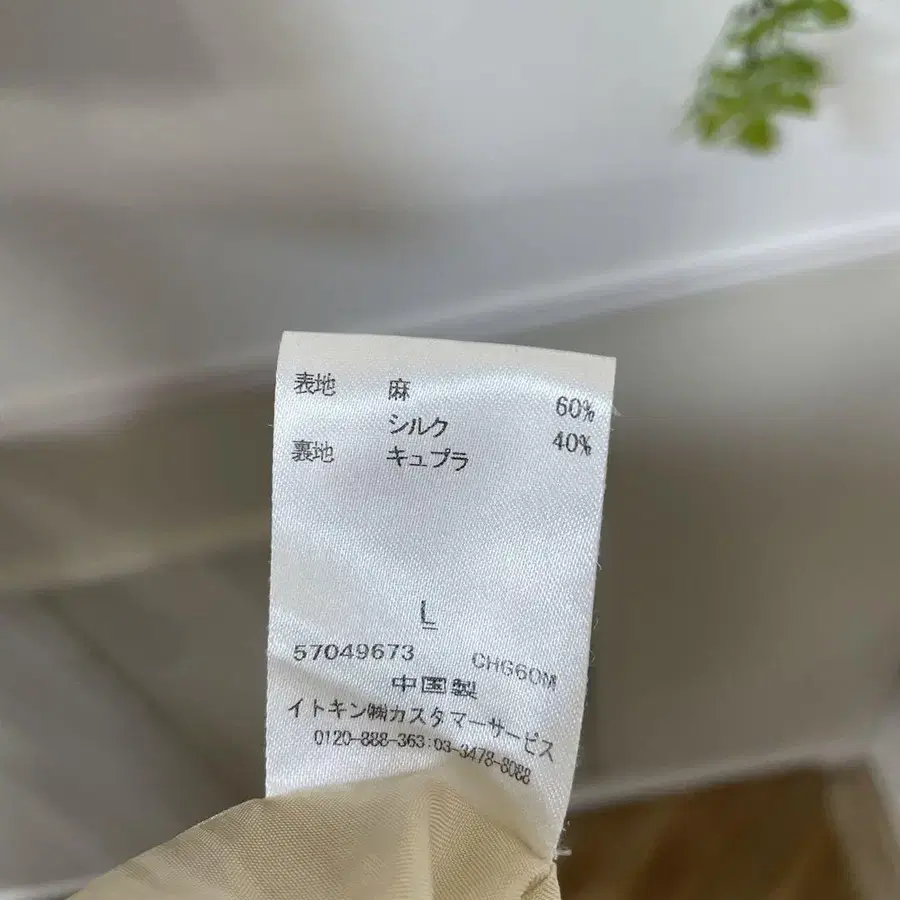 表地 麻 60%
シルク 40%
裏地 キュプラ
L
57049673 CH660M
中国製
イトキン㈱カスタマーサービス
0120-888-363:03-3478-8088